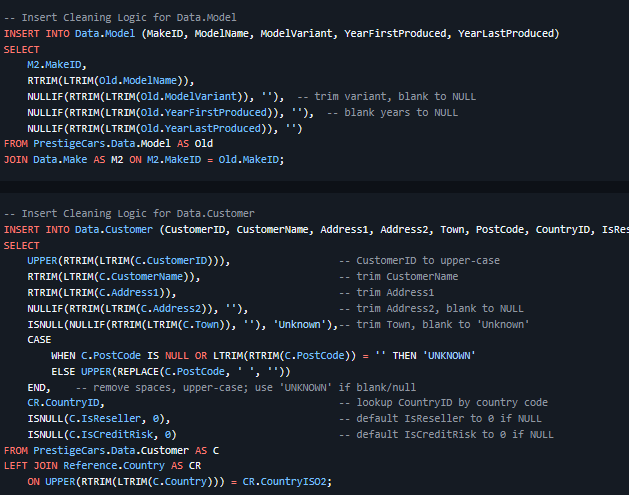 -- Insert Cleaning Logic for Data.Model
INSERT INTO Data.Model (MakeID, ModelName, ModelVariant, YearFirstProduced, YearLastProduced)
SELECT
    M2.MakeID,
    RTRIM(LTRIM(Old.ModelName)),
    NULLIF(RTRIM(LTRIM(Old.ModelVariant)), ''),  -- trim variant, blank to NULL
    NULLIF(RTRIM(LTRIM(Old.YearFirstProduced)), ''),  -- blank years to NULL
    NULLIF(RTRIM(LTRIM(Old.YearLastProduced)), '')
FROM PrestigeCars.Data.Model AS Old
JOIN Data.Make AS M2 ON M2.MakeID = Old.MakeID;
-- Insert Cleaning Logic for Data.Customer
INSERT INTO Data.Customer (CustomerID, CustomerName, Address1, Address2, Town, PostCode, CountryID, IsRes
SELECT
    UPPER(RTRIM(LTRIM(C.CustomerID))),                 -- CustomerID to upper-case
    RTRIM(LTRIM(C.CustomerName)),                      -- trim CustomerName
    RTRIM(LTRIM(C.Address1)),                          -- trim Address1
    NULLIF(RTRIM(LTRIM(C.Address2)), ''),              -- trim Address2, blank to NULL
    ISNULL(NULLIF(RTRIM(LTRIM(C.Town)), ''), 'Unknown'),-- trim Town, blank to 'Unknown'
    CASE
        WHEN C.PostCode IS NULL OR LTRIM(RTRIM(C.PostCode)) = '' THEN 'UNKNOWN'
        ELSE UPPER(REPLACE(C.PostCode, ' ', ''))
    END,    -- remove spaces, upper-case; use 'UNKNOWN' if blank/null
    CR.CountryID,                                      -- lookup CountryID by country code
    ISNULL(C.IsReseller, 0),                           -- default IsReseller to 0 if NULL
    ISNULL(C.IsCreditRisk, 0)                          -- default IsCreditRisk to 0 if NULL
FROM PrestigeCars.Data.Customer AS C
LEFT JOIN Reference.Country AS CR
    ON UPPER(RTRIM(LTRIM(C.Country))) = CR.CountryISO2;